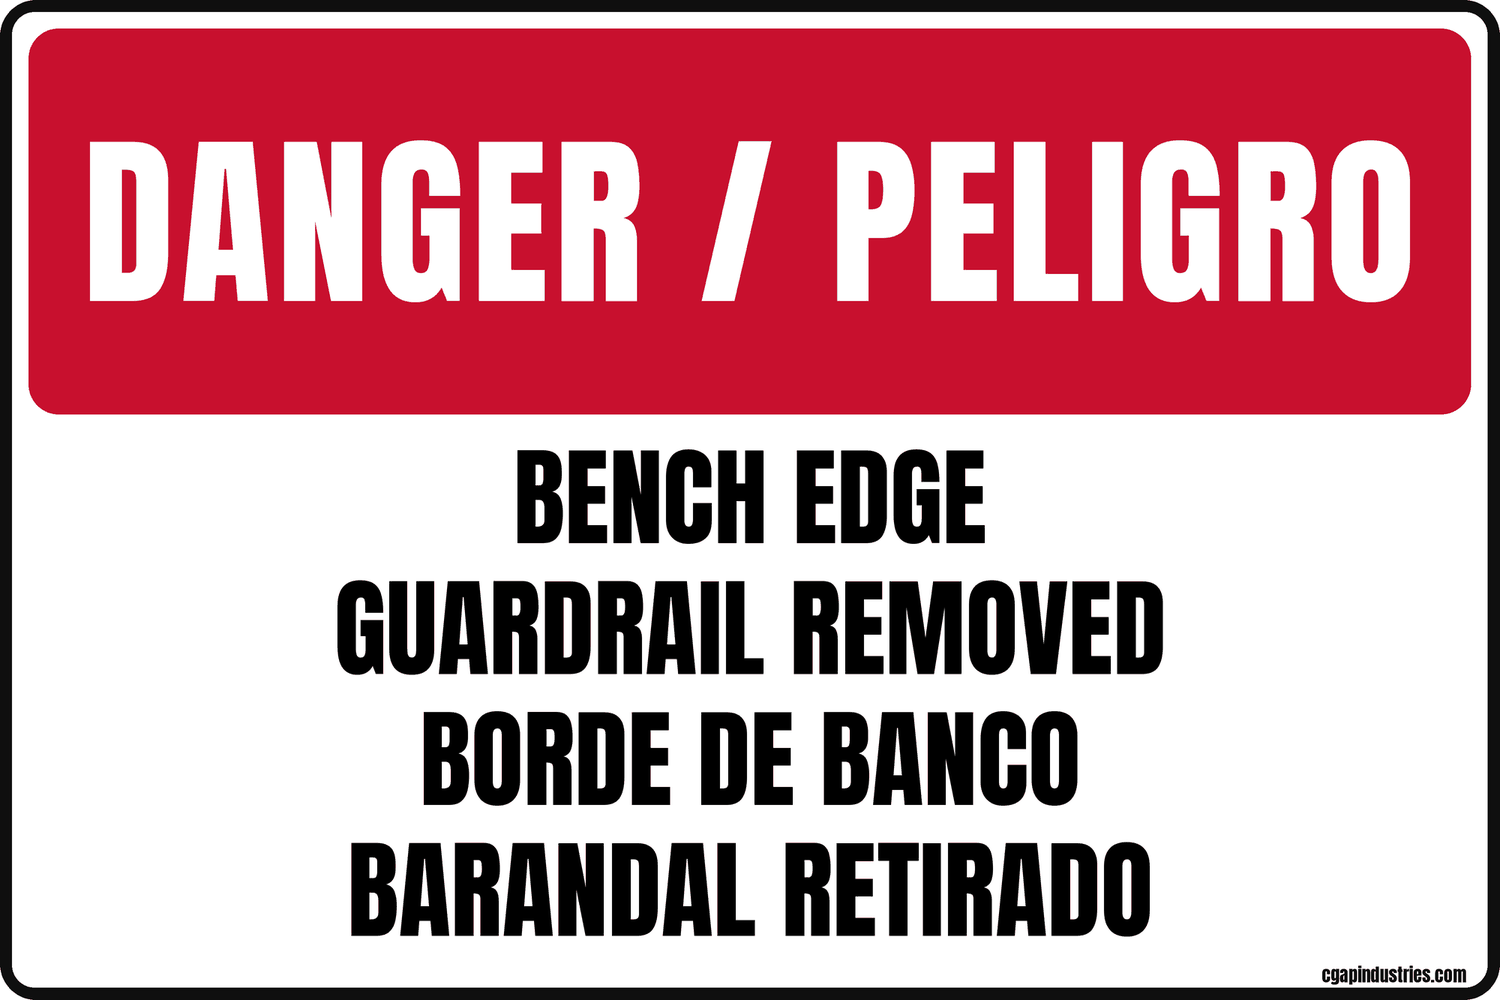 DANGER / PELIGRO
BENCH EDGE
GUARDRAIL REMOVED
BORDE DE BANCO
BARANDAL RETIRADO
cgapindustries.com